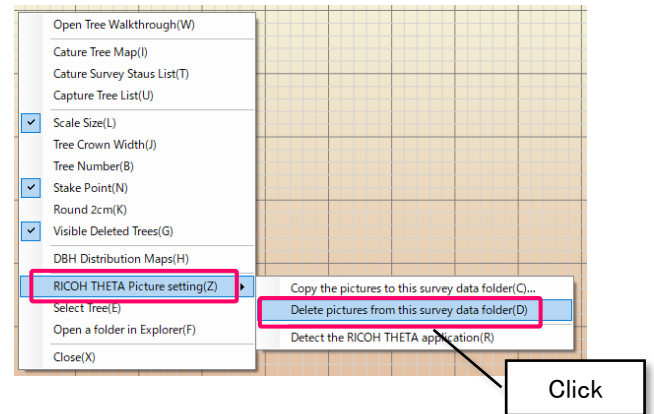 Open Tree Walkthrough(W)
Cature Tree Map(I)
Cature Survey Staus List(T)
Capture Tree List(U)
Scale Size(L)
Tree Crown Width(J)
Tree Number(B)
Stake Point(N)
Round 2cm(K)
Visible Deleted Trees(G)
DBH Distribution Maps(H)
RICOH THETA Picture setting(Z)
Select Tree(E)
Open a folder in Explorer(F)
Close(X)
Copy the pictures to this survey data folder(C)...
Delete pictures from this survey data folder(D)
Detect the RICOH THETA application(R)
Click